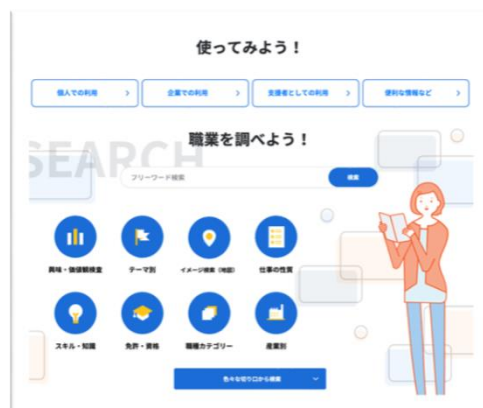 使ってみよう！
個人での利用
企業での利用
支援者としての利用
便利な情報など
SEARCH
職業を調べよう！
フリーワード検索
検索
興味・価値観検査
テーマ別
イメージ検索（地図）
仕事の性質
スキル・知識
免許・資格
職種カテゴリー
産業別
色々な切り口から検索